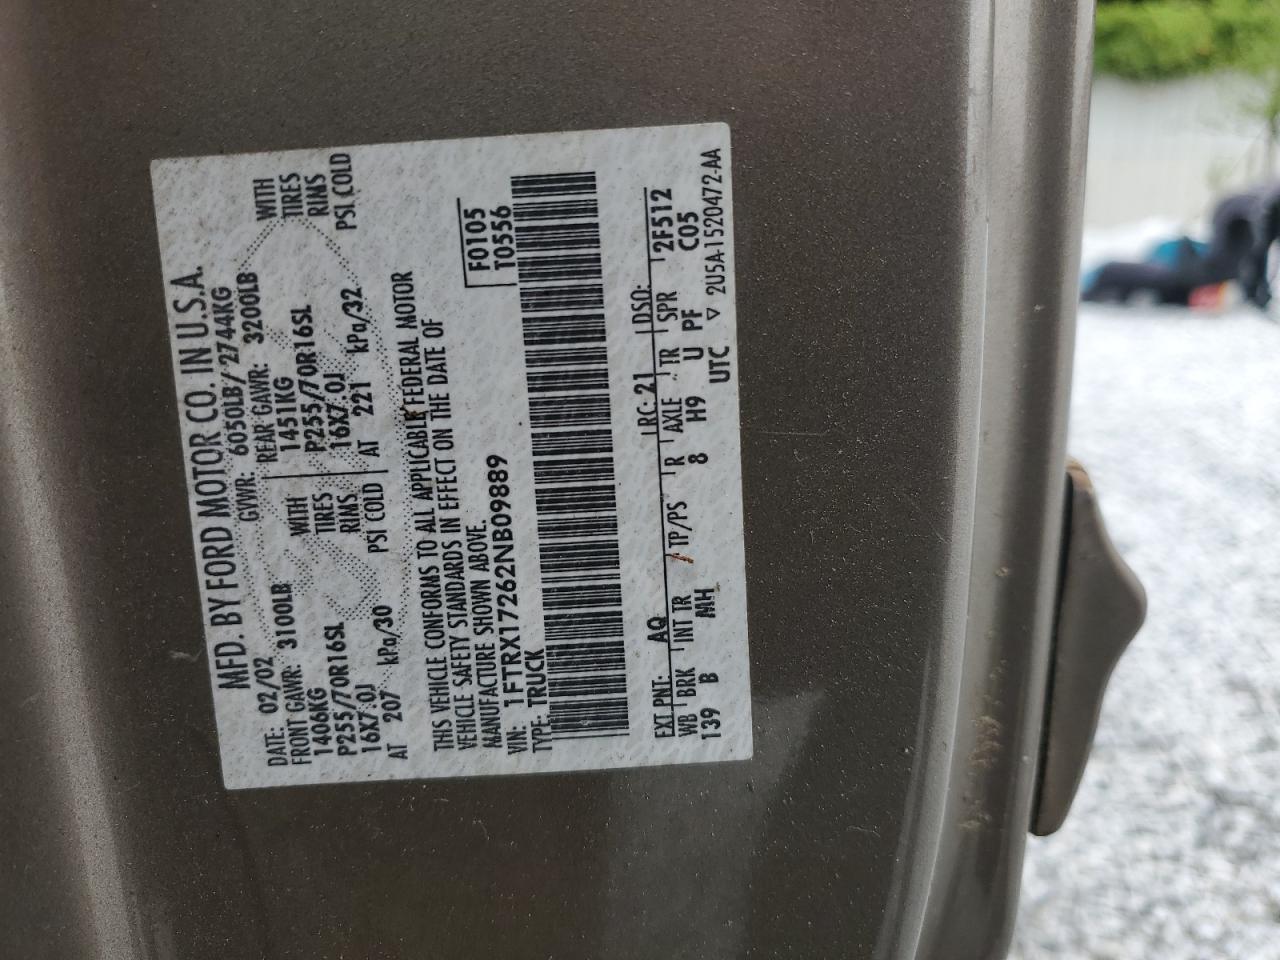 MFD. BY FORD MOTOR CO. IN U.S.A.
DATE: 02/02 GVWR: 6050LB/ 2744KG
FRONT GAWR: 3100LB REAR GAWR: 3200LB
1406KG WITH 1451KG WITH
P255/70R16SL TIRES P255/70R16SL TIRES
16X7.0J RIMS 16X7.0J RIMS
AT 207 kPa/30 PSI COLD AT 221 kPa/32 PSI COLD
THIS VEHICLE CONFORMS TO ALL APPLICABLE FEDERAL MOTOR
VEHICLE SAFETY STANDARDS IN EFFECT ON THE DATE OF
MANUFACTURE SHOWN ABOVE.
VIN: 1FTRX17262NB09889
TYPE: TRUCK
F0105
T0556
EXT PNT: AQ RC: 21 DSO: 2F512
WB BRK INT TR TP/PS R AXLE TR SPR
139 B MH 8 H9 U PF C05
UTC ▽ 2U5A-1520472-AA